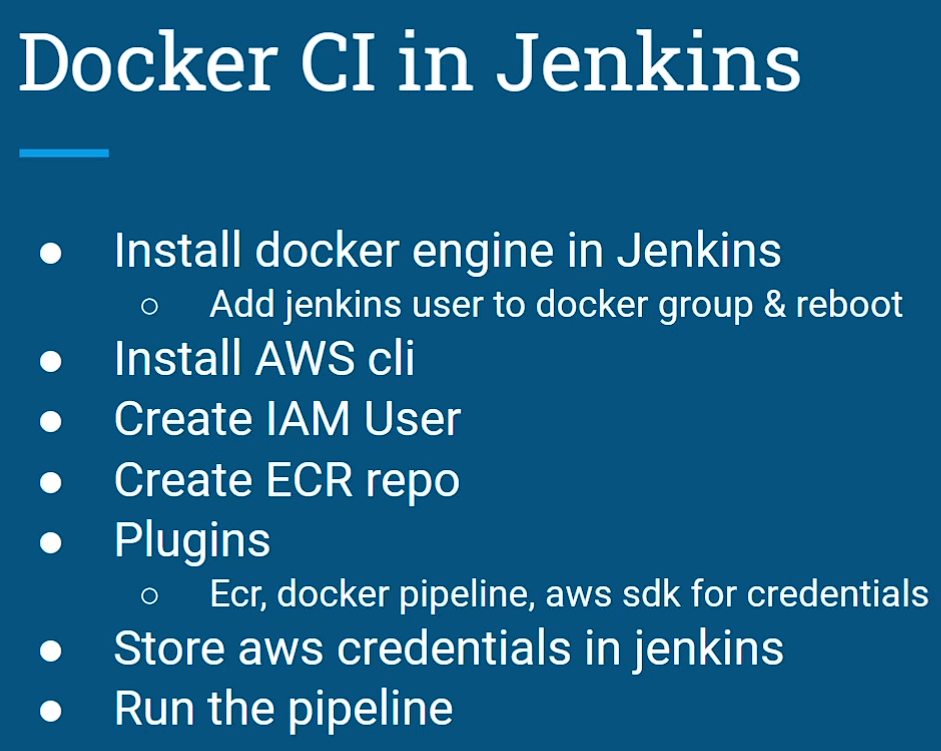 Docker CI in Jenkins
● Install docker engine in Jenkins
○ Add jenkins user to docker group & reboot
● Install AWS cli
● Create IAM User
● Create ECR repo
● Plugins
○ Ecr, docker pipeline, aws sdk for credentials
● Store aws credentials in jenkins
● Run the pipeline